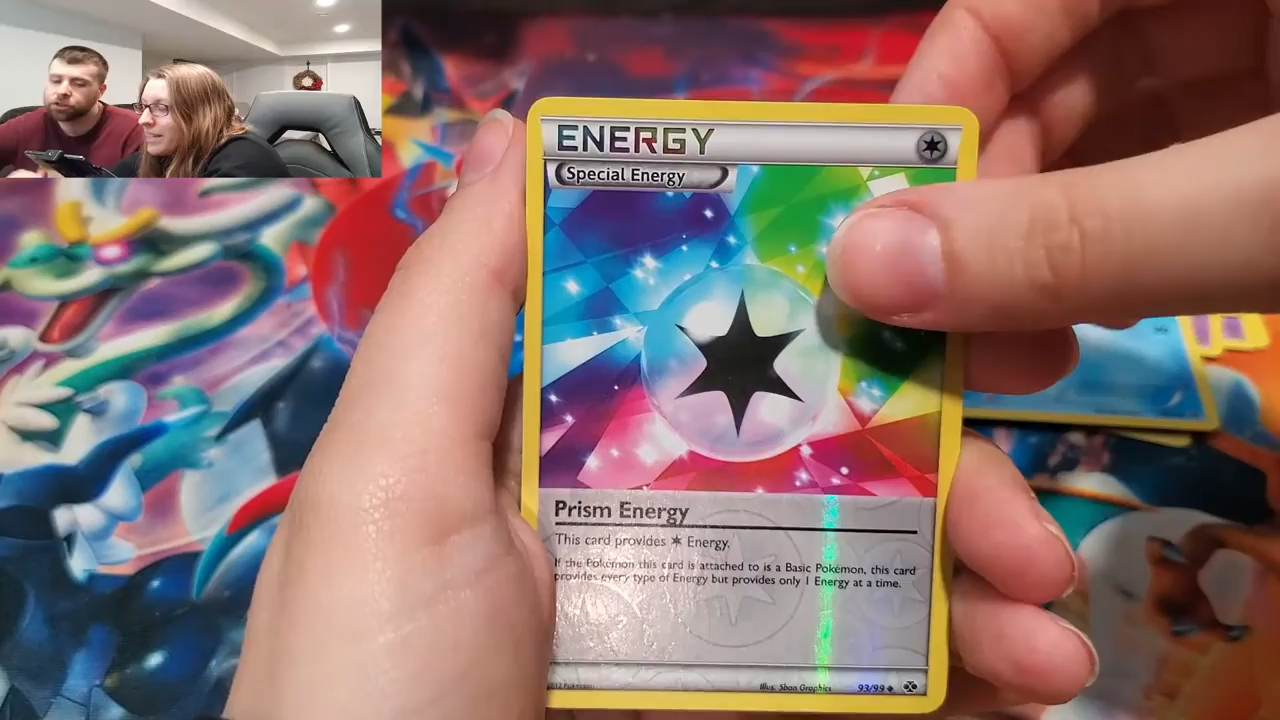 ENERGY
Special Energy
Prism Energy
This card provides ✶ Energy.
If the Pokémon this card is attached to is a Basic Pokémon, this card
provides every type of Energy but provides only 1 Energy at a time.
Illus. Sban Graphics 93/99